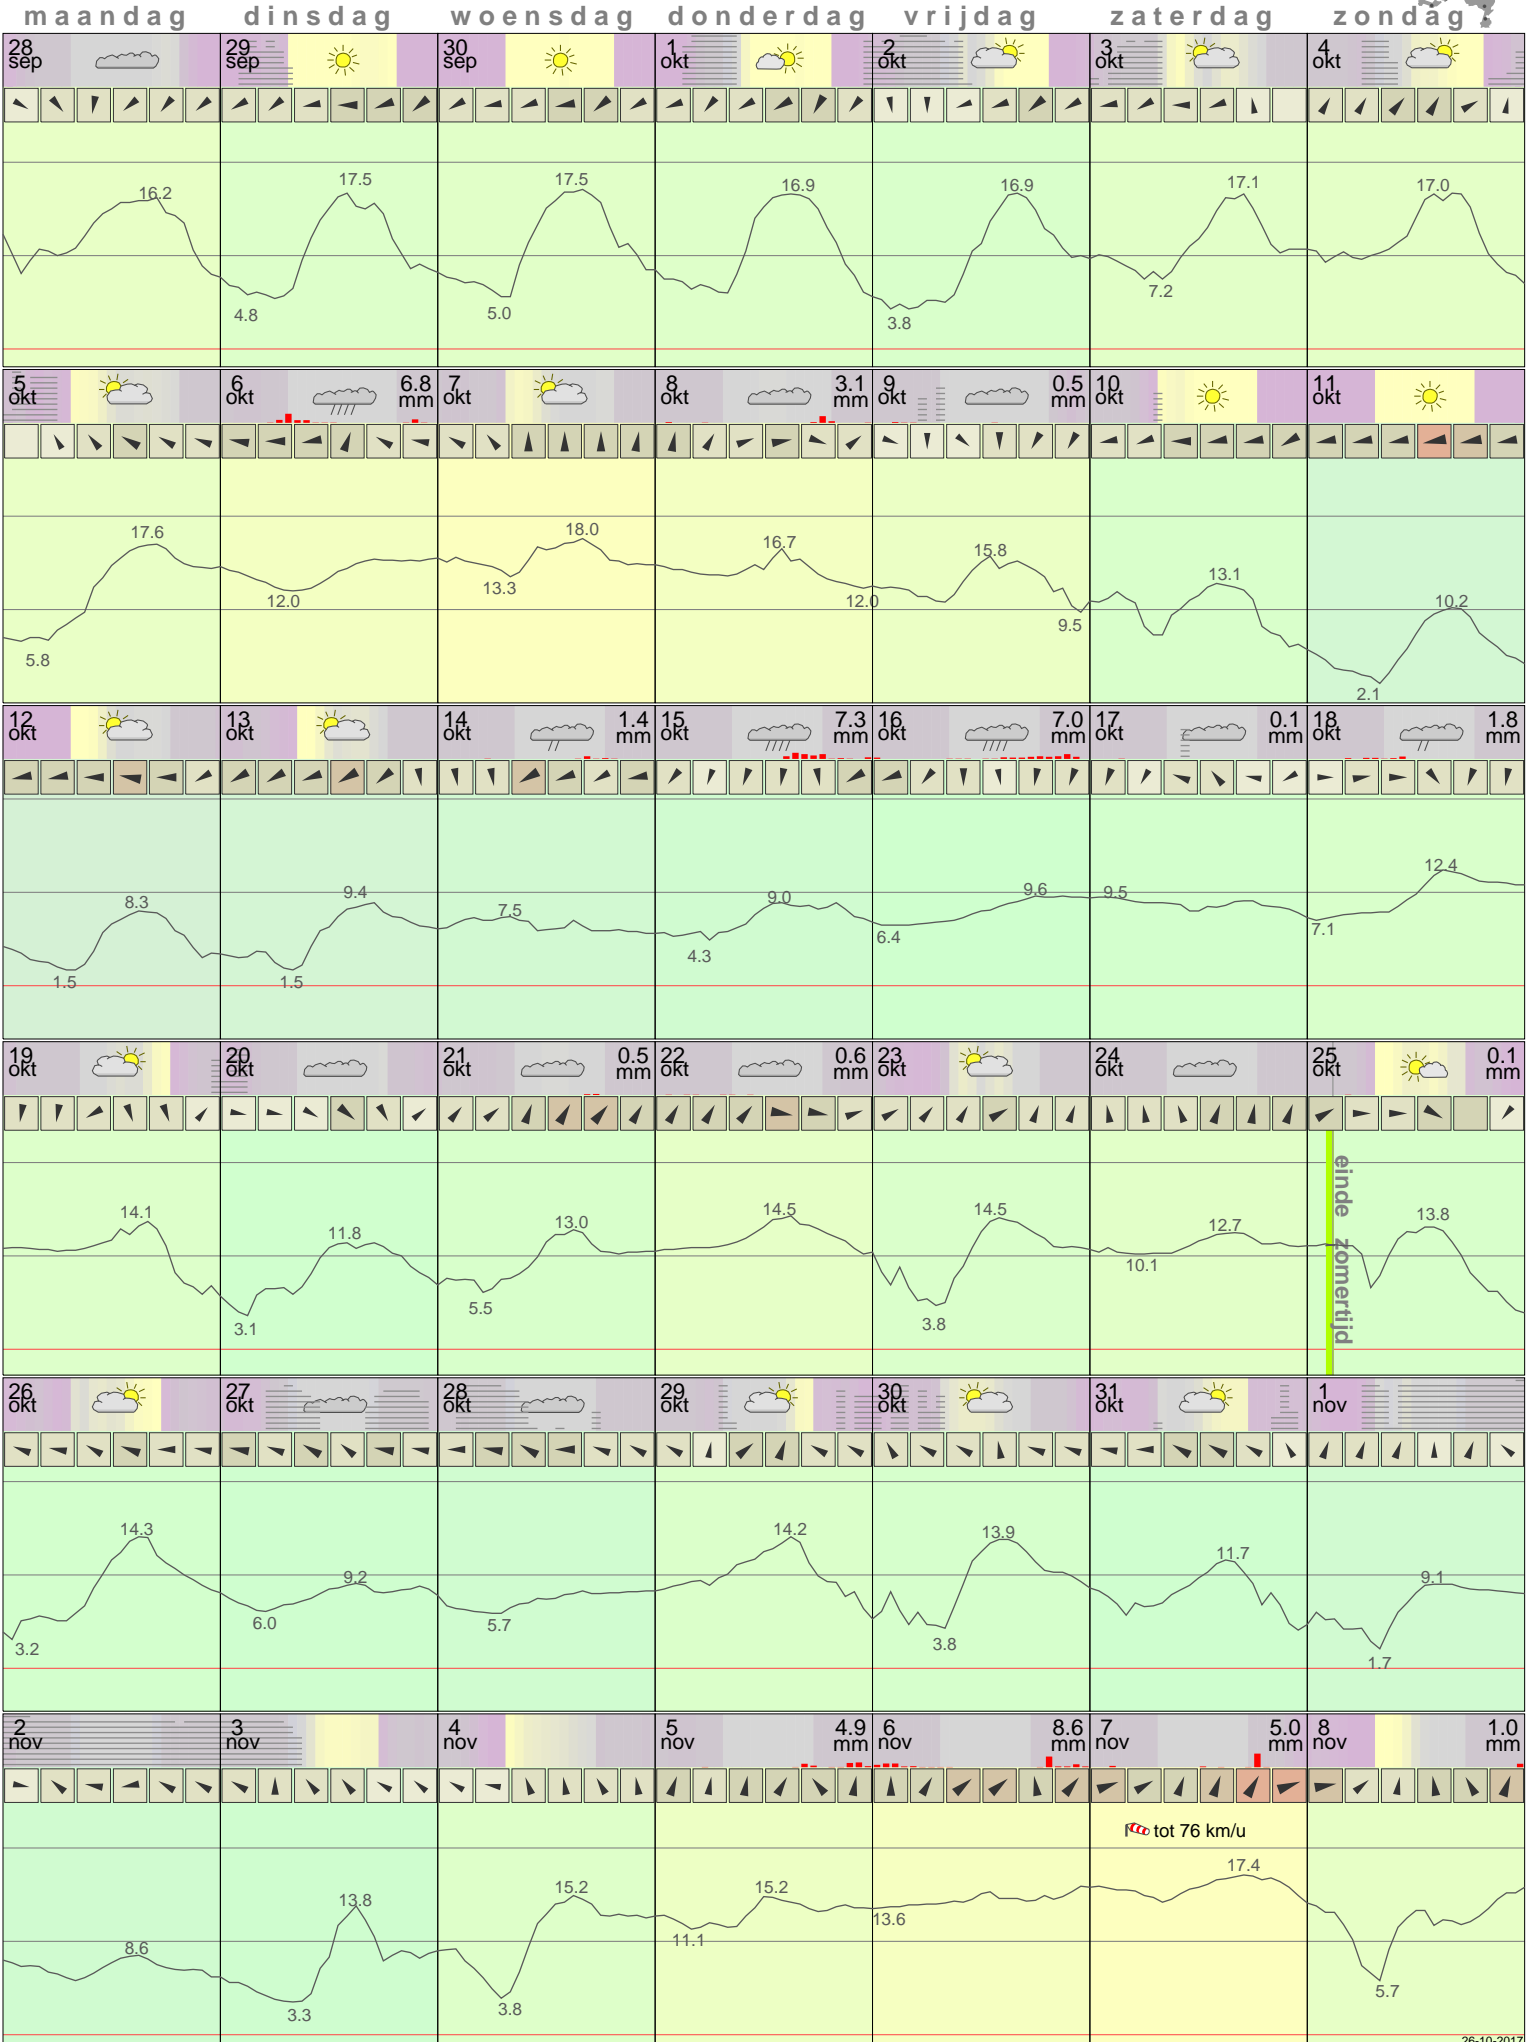 maandag dinsdag woensdag donderdag vrijdag zaterdag zondag
28 29 30 1 2 3 4
sep sep sep okt okt okt okt
16.2 17.5 17.5 16.9 16.9 17.1 17.0
4.8 5.0 3.8 7.2
5 6 6.8 7 8 3.1 9 0.5 10 11
okt okt mm okt okt mm okt mm okt okt
17.6 18.0 16.7 15.8 13.1 10.2
5.8 12.0 13.3 12.0 9.5 2.1
12 13 14 1.4 15 7.3 16 7.0 17 0.1 18 1.8
okt okt okt mm okt mm okt mm okt mm okt mm
8.3 9.4 7.5 9.0 9.6 9.5 12.4
1.5 1.5 4.3 6.4 7.1
19 20 21 0.5 22 0.6 23 24 25 0.1
okt okt okt mm okt mm okt okt okt mm
einde zomertijd
14.1 11.8 13.0 14.5 14.5 12.7 13.8
3.1 5.5 3.8 10.1
26 27 28 29 30 31 1
okt okt okt okt okt okt nov
14.3 9.2 14.2 13.9 11.7 9.1
3.2 6.0 5.7 3.8 1.7
2 3 4 5 4.9 6 8.6 7 5.0 8 1.0
nov nov nov nov mm nov mm nov mm nov mm
tot 76 km/u
8.6 13.8 15.2 15.2 17.4
3.3 3.8 11.1 13.6 5.7
26-10-2017